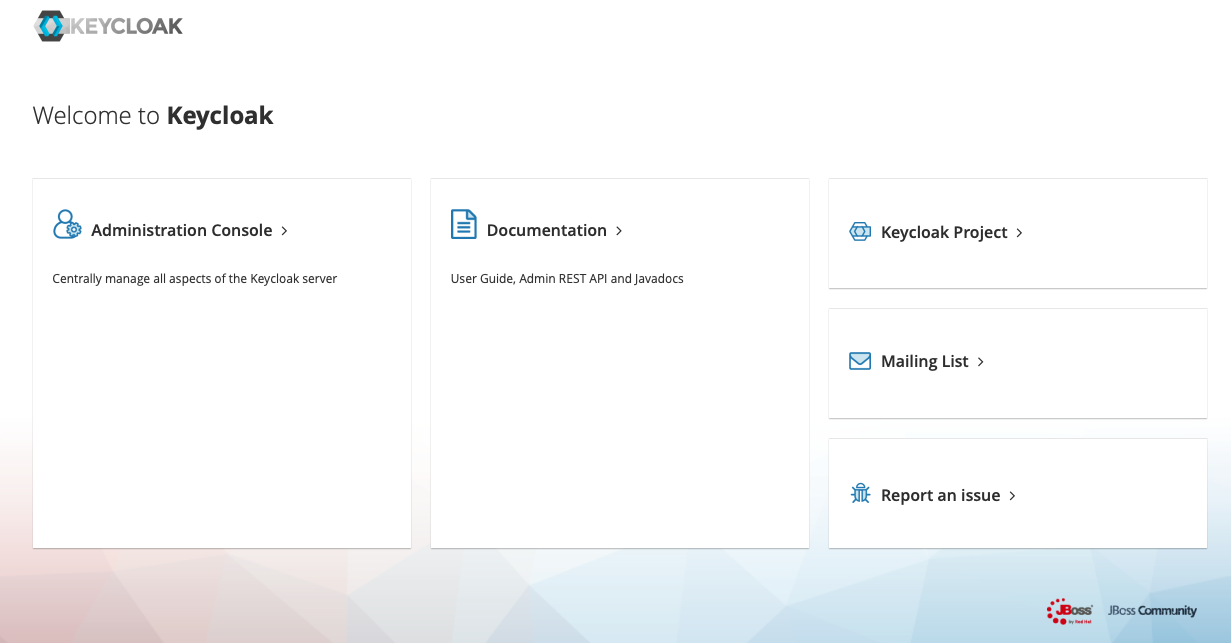 KEYCLOAK
Welcome to Keycloak
Administration Console
Centrally manage all aspects of the Keycloak server
Documentation
User Guide, Admin REST API and Javadocs
Keycloak Project
Mailing List
Report an issue
JBoss
by Red Hat
JBoss Community